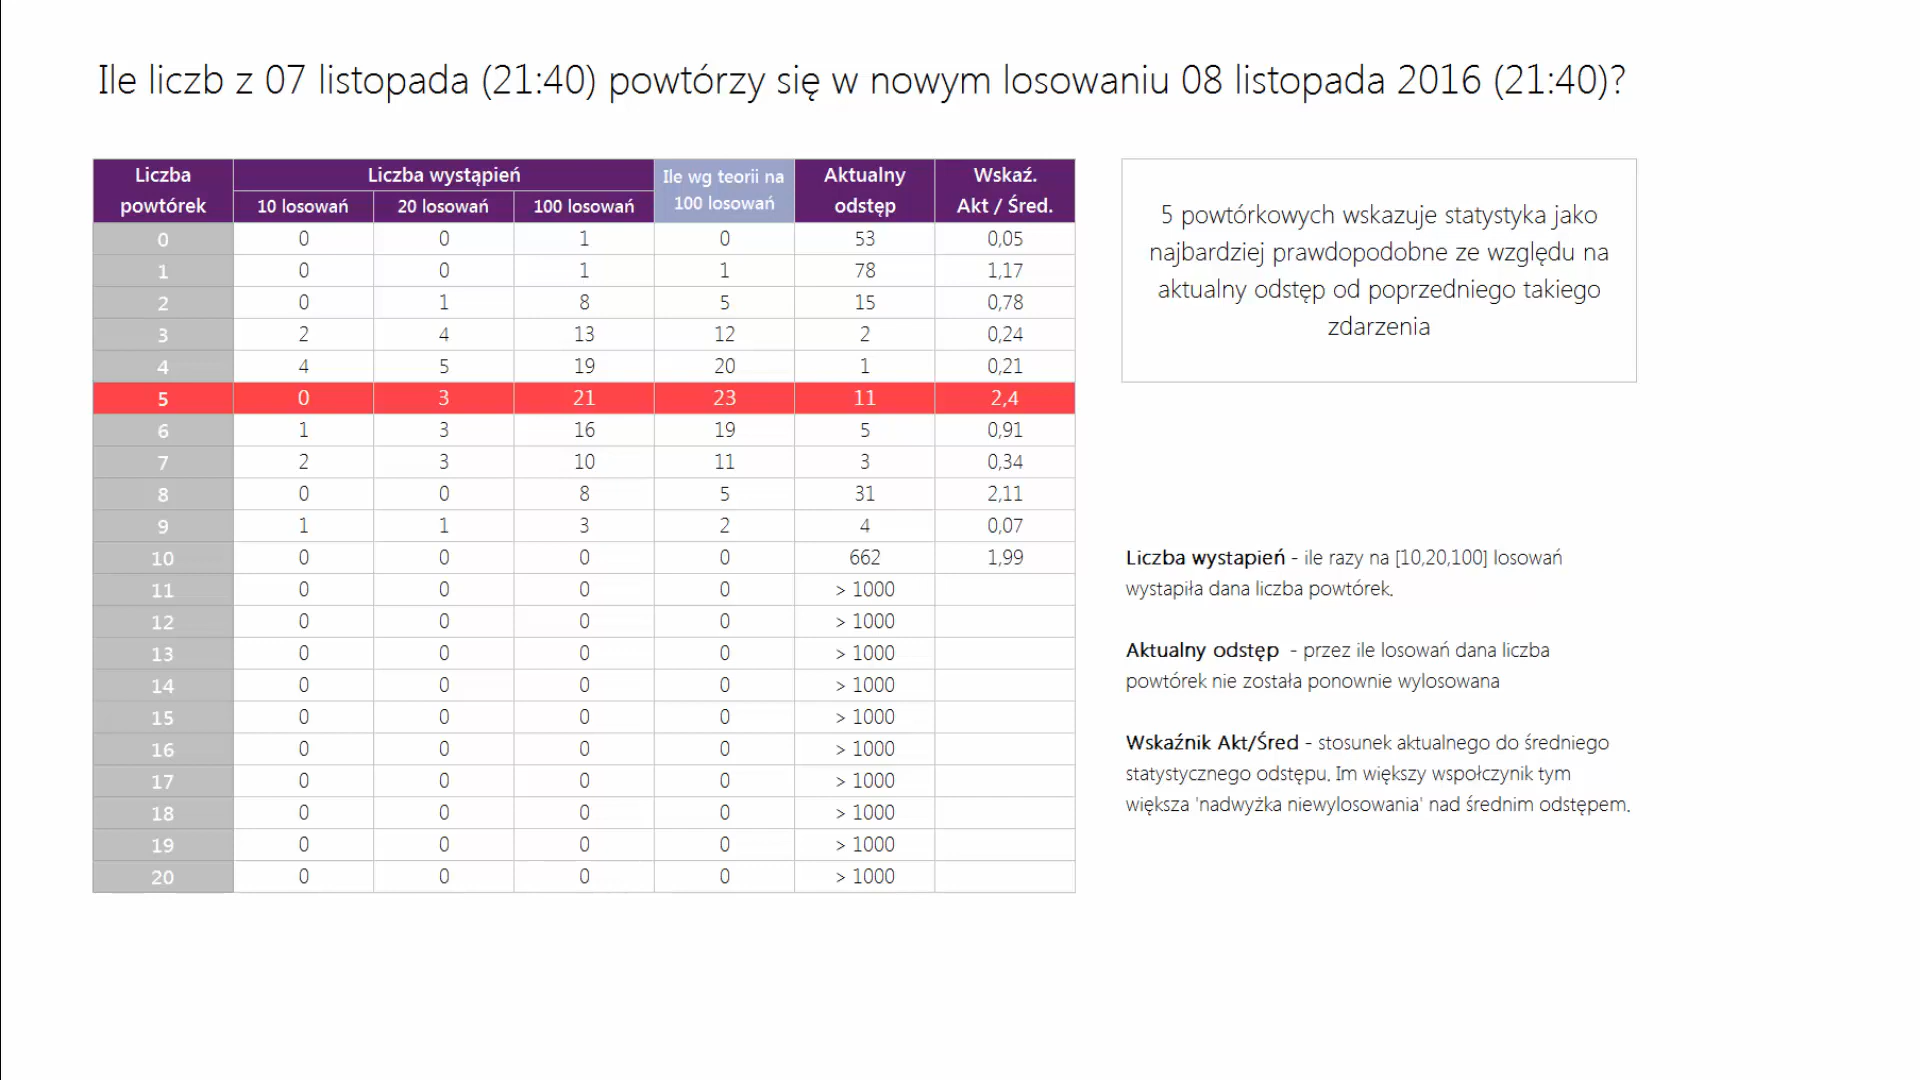 Ile liczb z 07 listopada (21:40) powtórzy się w nowym losowaniu 08 listopada 2016 (21:40)?
Liczba powtórek | Liczba wystąpień | Ile wg teorii na 100 losowań | Aktualny odstęp | Wskaź. Akt / Śred.
10 losowań | 20 losowań | 100 losowań
0 0 0 1 0 53 0,05
1 0 0 1 1 78 1,17
2 0 1 8 5 15 0,78
3 2 4 13 12 2 0,24
4 4 5 19 20 1 0,21
5 0 3 21 23 11 2,4
6 1 3 16 19 5 0,91
7 2 3 10 11 3 0,34
8 0 0 8 5 31 2,11
9 1 1 3 2 4 0,07
10 0 0 0 0 662 1,99
11 0 0 0 0 > 1000
12 0 0 0 0 > 1000
13 0 0 0 0 > 1000
14 0 0 0 0 > 1000
15 0 0 0 0 > 1000
16 0 0 0 0 > 1000
17 0 0 0 0 > 1000
18 0 0 0 0 > 1000
19 0 0 0 0 > 1000
20 0 0 0 0 > 1000
5 powtórkowych wskazuje statystyka jako
najbardziej prawdopodobne ze względu na
aktualny odstęp od poprzedniego takiego
zdarzenia
Liczba wystapień - ile razy na [10,20,100] losowań
wystapiła dana liczba powtórek.
Aktualny odstęp - przez ile losowań dana liczba
powtórek nie została ponownie wylosowana
Wskaźnik Akt/Śred - stosunek aktualnego do średniego
statystycznego odstępu. Im większy wspołczynik tym
większa 'nadwyżka niewylosowania' nad średnim odstępem.